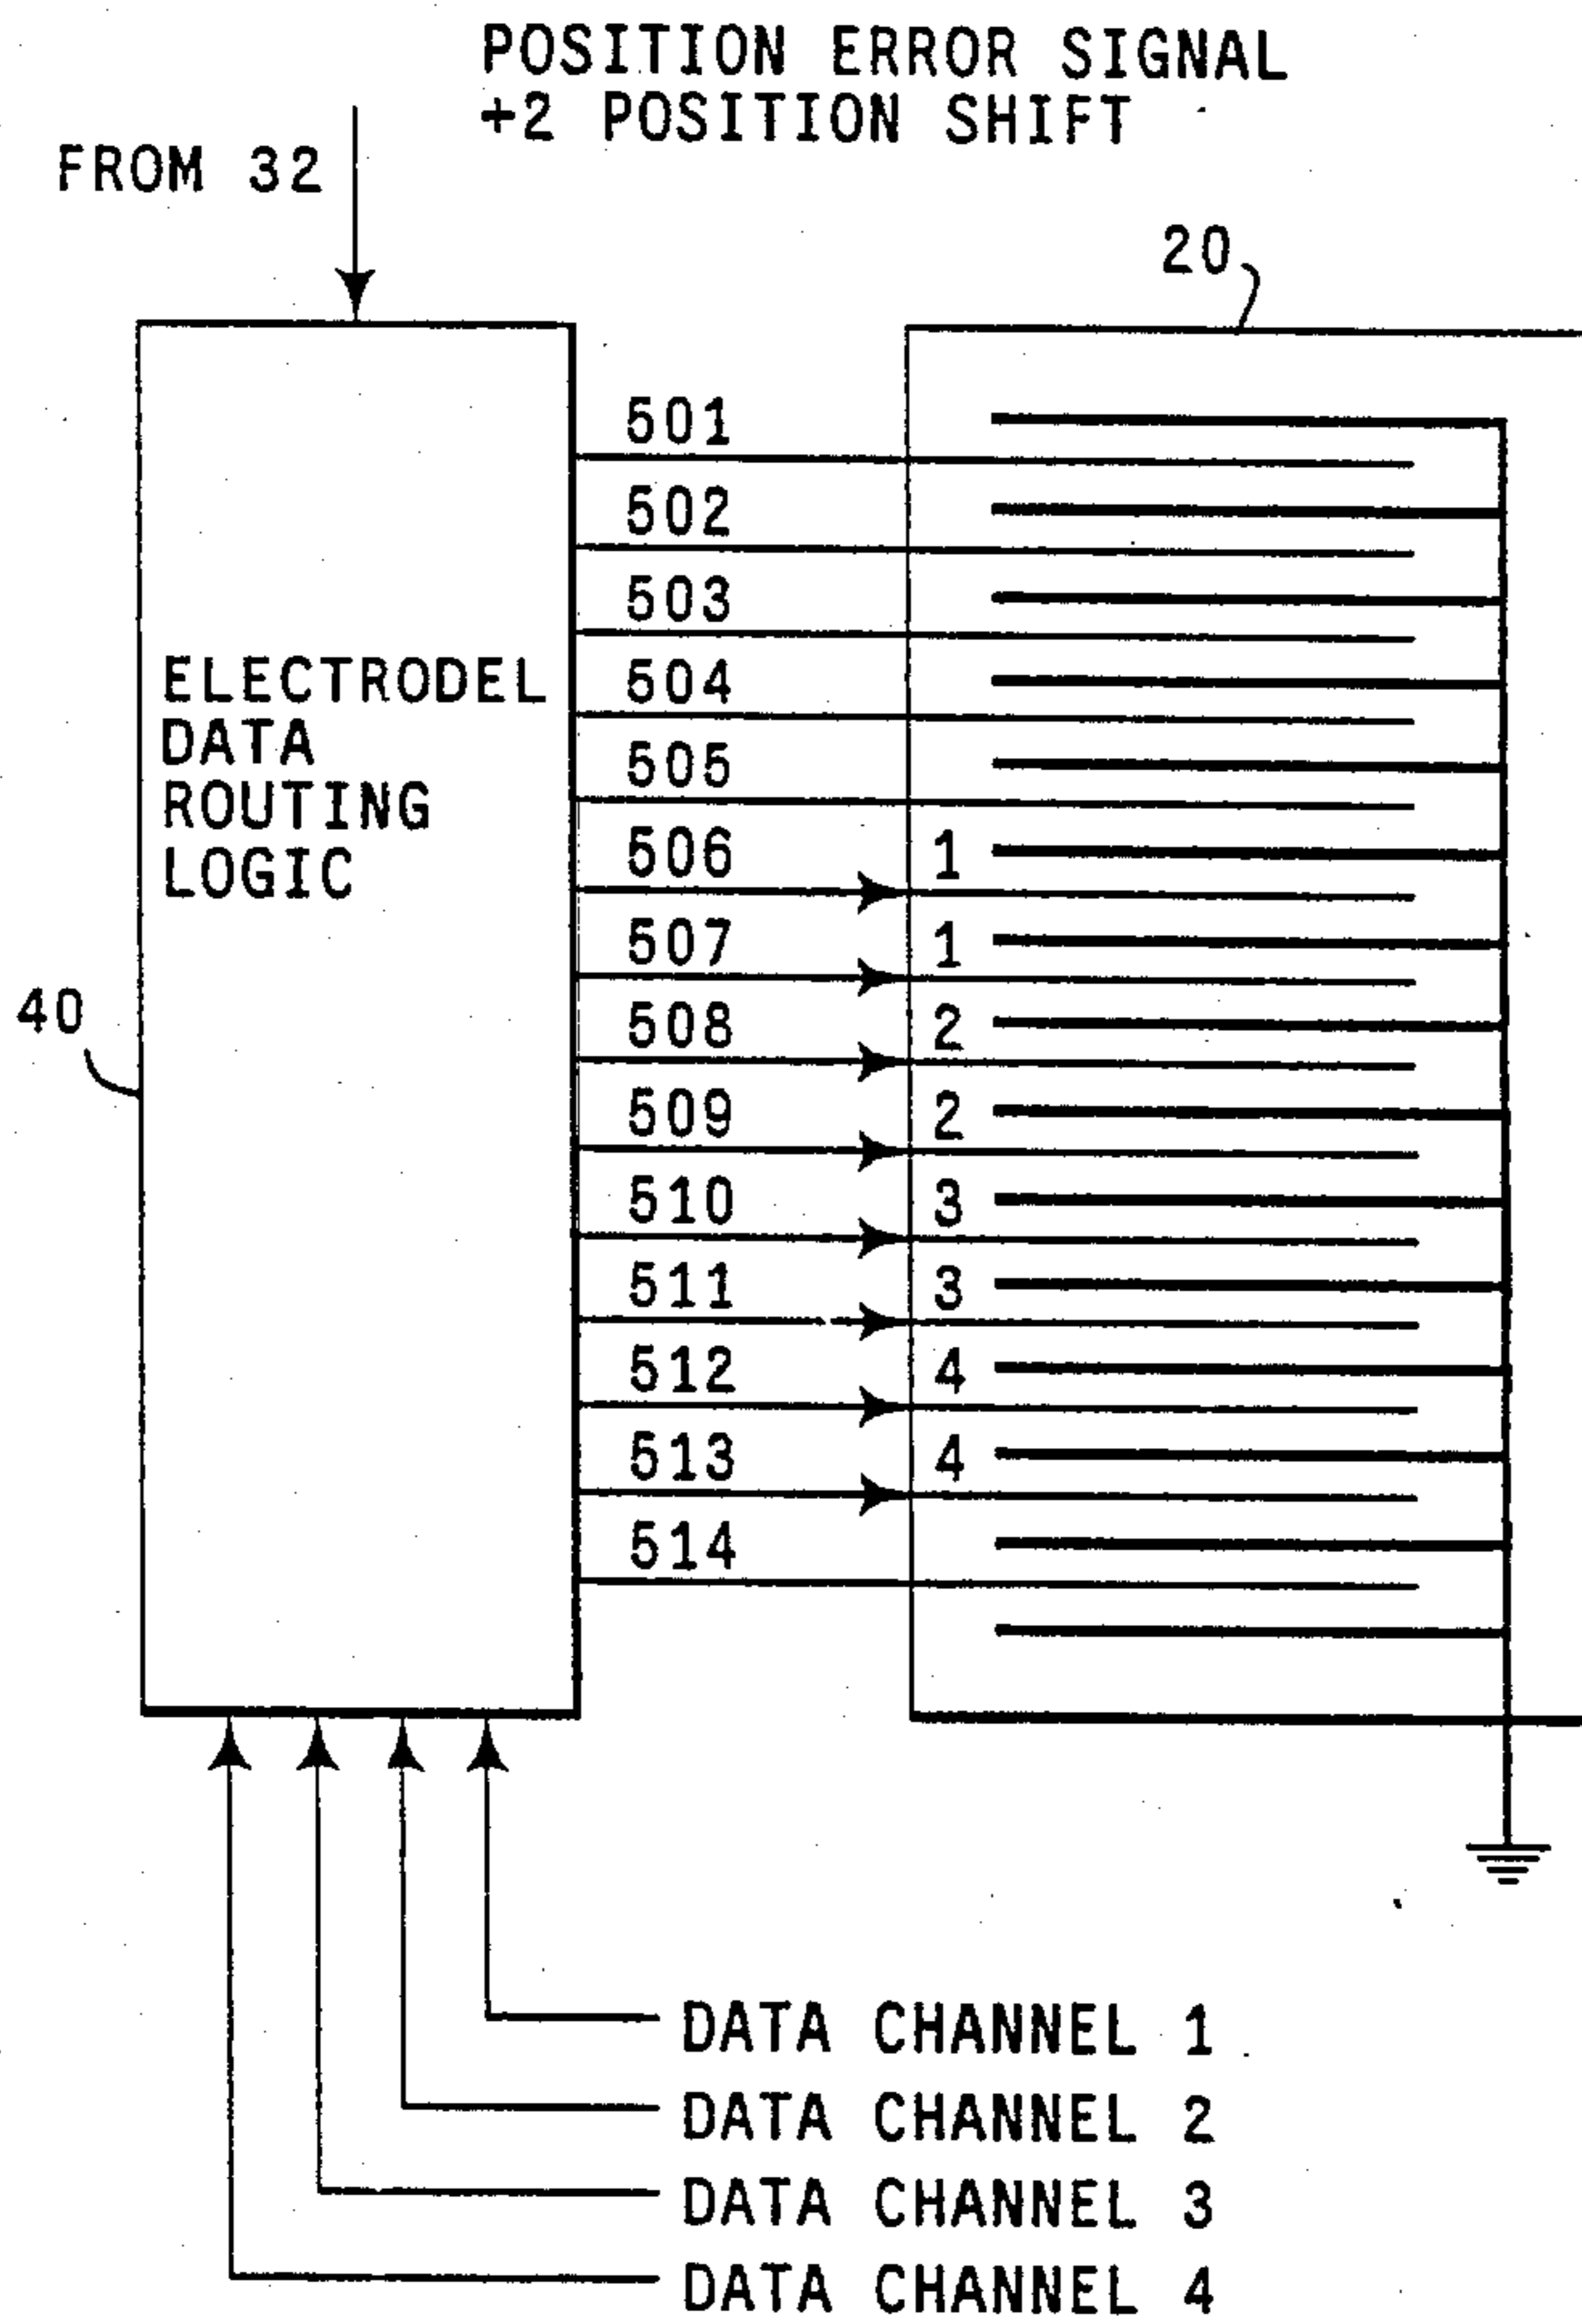 POSITION ERROR SIGNAL
+2 POSITION SHIFT
FROM 32
20
501
502
503
504
ELECTRODEL
DATA
ROUTING
LOGIC
505
506 1
507 1
40
508 2
509 2
510 3
511 3
512 4
513 4
514
DATA CHANNEL 1
DATA CHANNEL 2
DATA CHANNEL 3
DATA CHANNEL 4